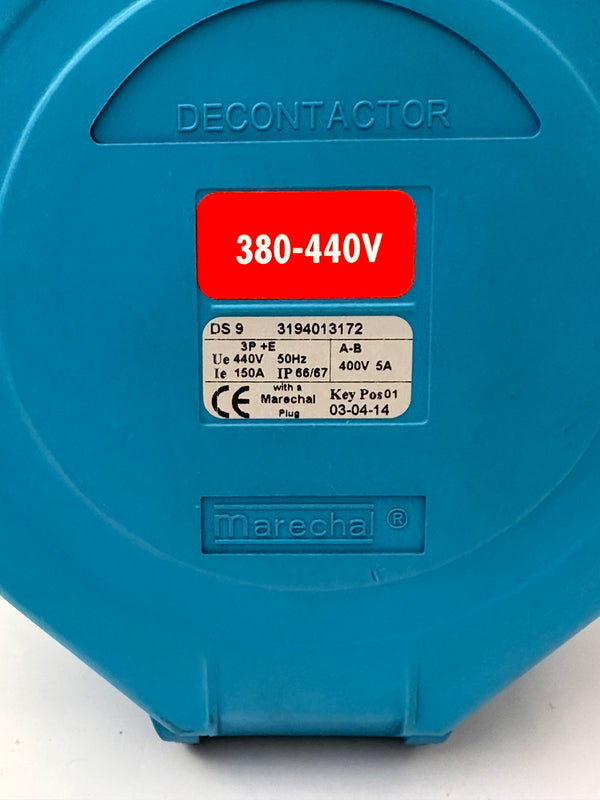 DECONTACTOR
380-440V
DS 9 3194013172
3P +E
Ue 440V 50Hz
Ie 150A IP 66/67
A-B
400V 5A
CE
with a
Marechal
Plug
Key Pos01
03-04-14
marechal ®